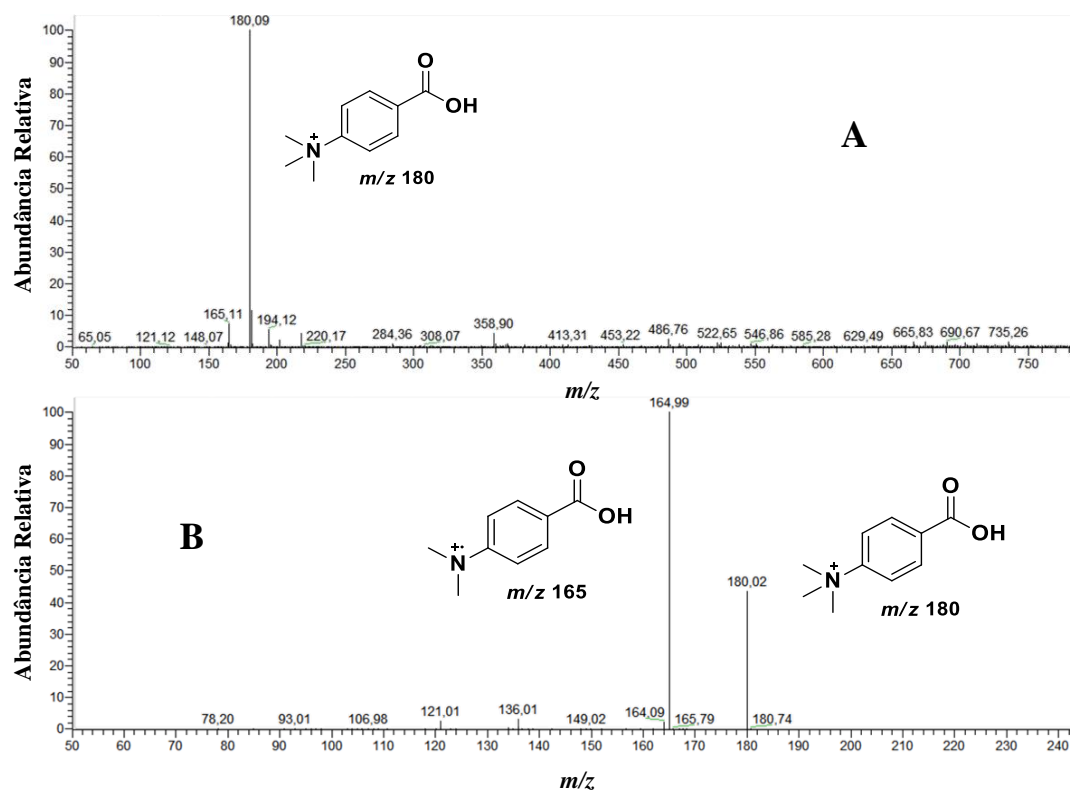 Abundância Relativa
100
90
80
70
60
50
40
30
20
10
0
180,09
O
OH
+
N
m/z 180
A
65,05 121,12 148,07 165,11 194,12 220,17 284,36 308,07 358,90 413,31 453,22 486,76 522,65 546,86 585,28 629,49 665,83 690,67 735,26
50 100 150 200 250 300 350 400 450 500 550 600 650 700 750
m/z
Abundância Relativa
100
90
80
70
60
50
40
30
20
10
0
164,99
B
O
OH
+•
N
m/z 165
180,02
O
OH
+
N
m/z 180
78,20 93,01 106,98 121,01 136,01 149,02 164,09 165,79 180,74
50 60 70 80 90 100 110 120 130 140 150 160 170 180 190 200 210 220 230 240
m/z